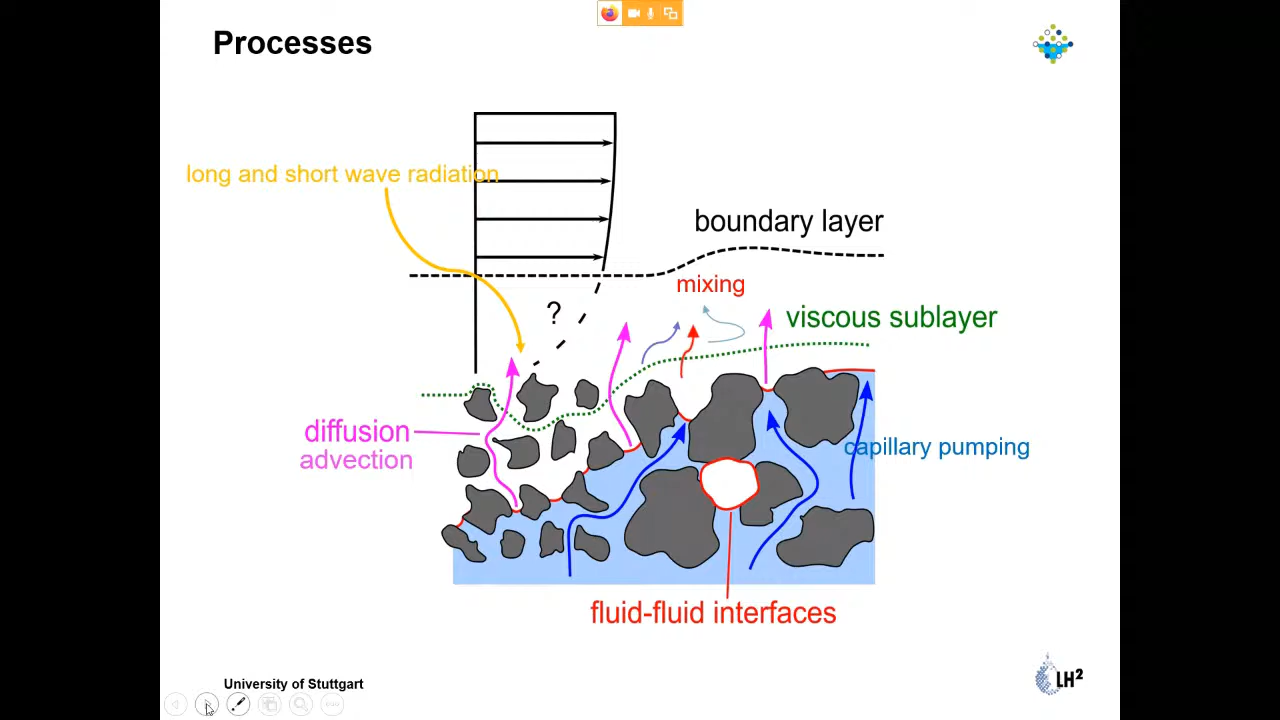 Processes
long and short wave radiation
boundary layer
mixing
?
viscous sublayer
diffusion
advection
capillary pumping
fluid-fluid interfaces
University of Stuttgart
LH²